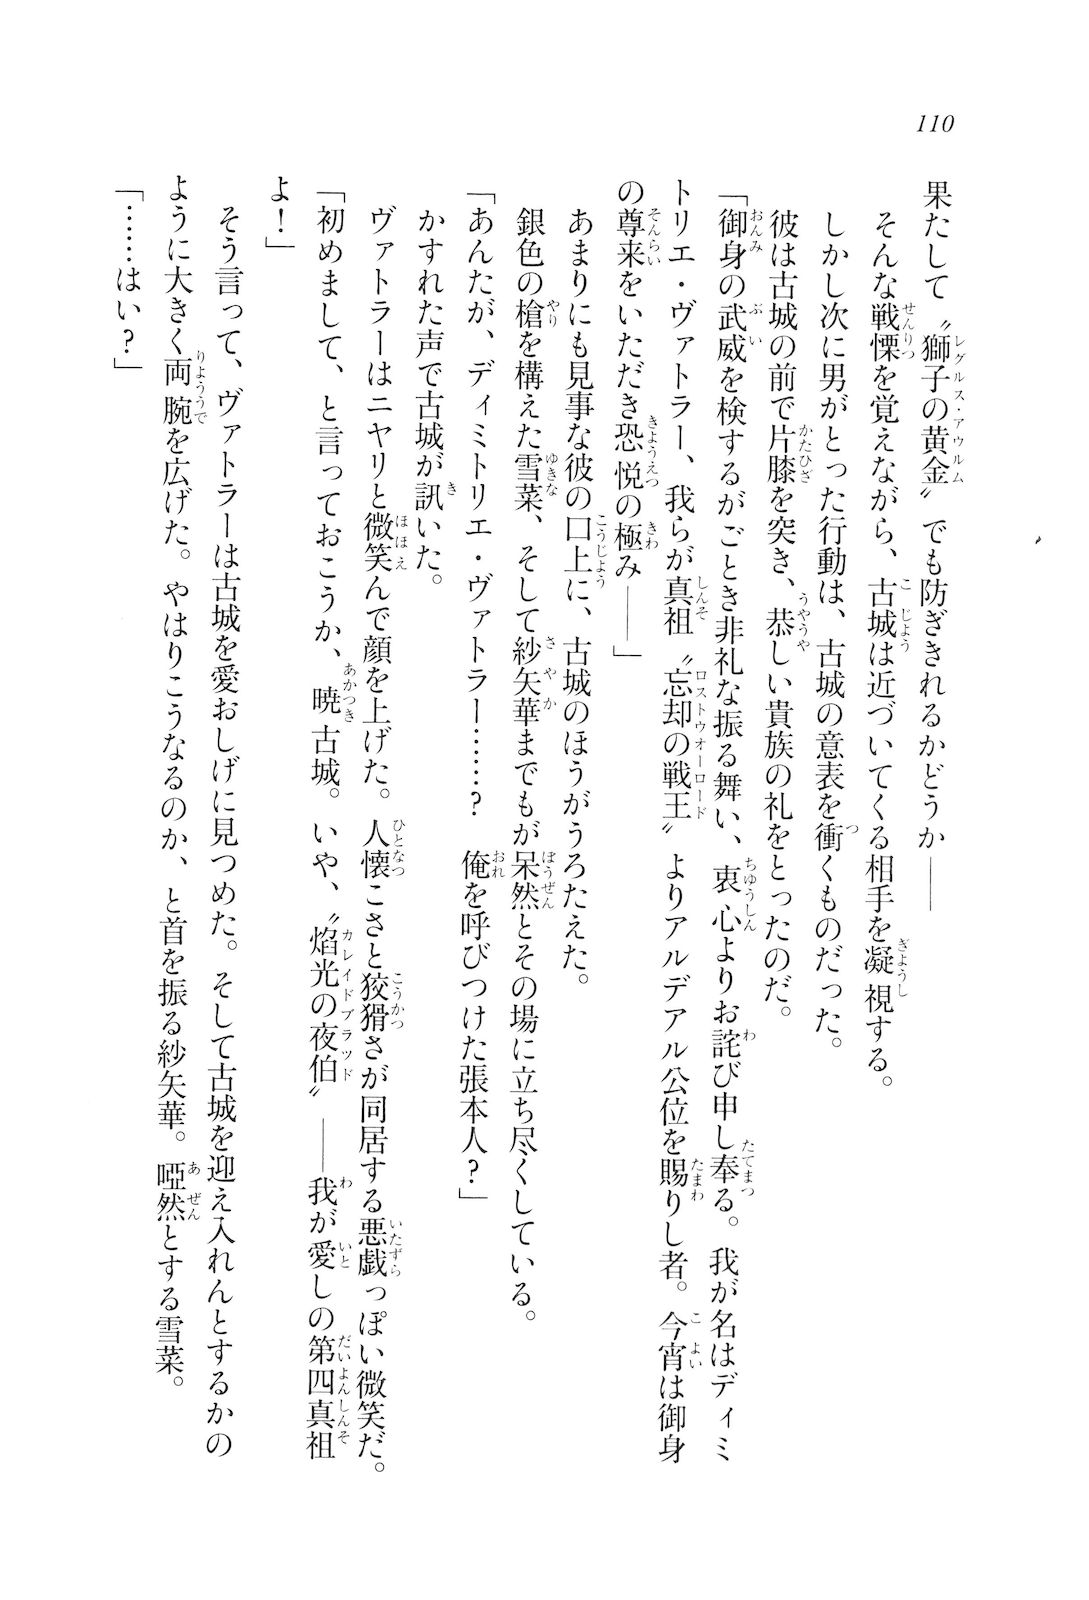 110
果たして〝獅子の黄金〟でも防ぎきれるかどうか――
そんな戦慄を覚えながら、古城は近づいてくる相手を凝視する。
しかし次に男がとった行動は、古城の意表を衝くものだった。
彼は古城の前で片膝を突き、恭しい貴族の礼をとったのだ。
「御身の武威を検するがごとき非礼な振る舞い、衷心よりお詫び申し奉る。我が名はディミ
トリエ・ヴァトラー、我らが真祖〝忘却の戦王〟よりアルデアル公位を賜りし者。今宵は御身
の尊来をいただき恐悦の極み――」
あまりにも見事な彼の口上に、古城のほうがうろたえた。
銀色の槍を構えた雪菜、そして紗矢華までもが呆然とその場に立ち尽くしている。
「あんたが、ディミトリエ・ヴァトラー……？　俺を呼びつけた張本人？」
かすれた声で古城が訊いた。
ヴァトラーはニヤリと微笑んで顔を上げた。人懐こさと狡猾さが同居する悪戯っぽい微笑だ。
「初めまして、と言っておこうか、暁古城。いや、〝焰光の夜伯〟――我が愛しの第四真祖
よ！」
そう言って、ヴァトラーは古城を愛おしげに見つめた。そして古城を迎え入れんとするかの
ように大きく両腕を広げた。やはりこうなるのか、と首を振る紗矢華。啞然とする雪菜。
「……はい？」